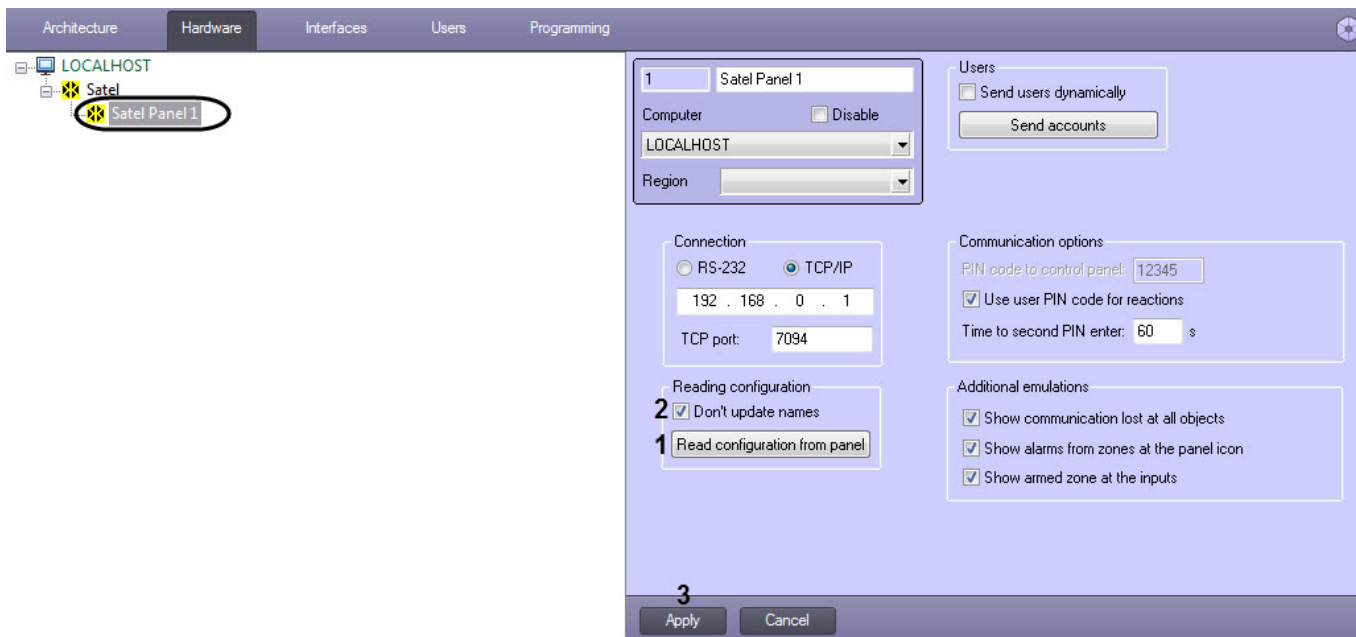 Architecture Hardware Interfaces Users Programming
LOCALHOST
Satel
Satel Panel 1
1 Satel Panel 1
Computer Disable
LOCALHOST
Region
Users
Send users dynamically
Send accounts
Connection
RS-232 TCP/IP
192 . 168 . 0 . 1
TCP port: 7094
Communication options
PIN code to control panel: 12345
Use user PIN code for reactions
Time to second PIN enter: 60 s
Reading configuration
2 Don't update names
1 Read configuration from panel
Additional emulations
Show communication lost at all objects
Show alarms from zones at the panel icon
Show armed zone at the inputs
3
Apply Cancel